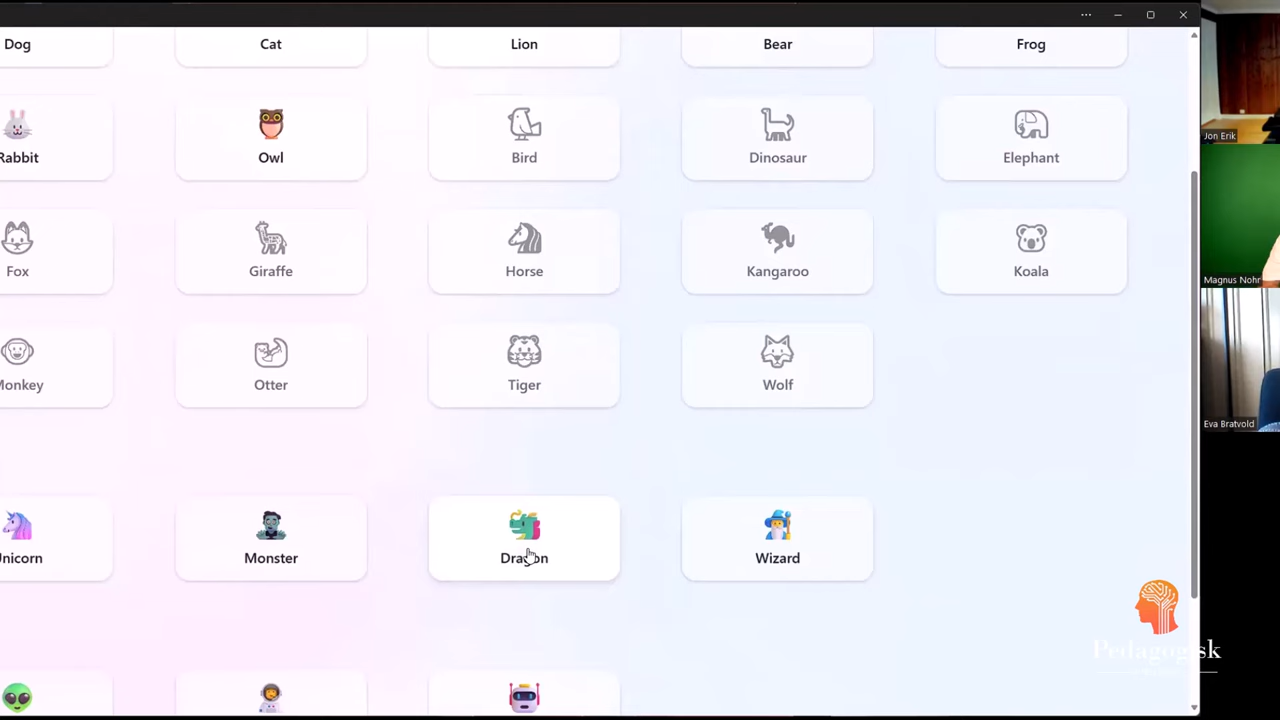 Dog
Cat
Lion
Bear
Frog
Jon Erik
Rabbit
Owl
Bird
Dinosaur
Elephant
Fox
Giraffe
Horse
Kangaroo
Koala
Magnus Nohr
Monkey
Otter
Tiger
Wolf
Eva Bratvold
Unicorn
Monster
Dragon
Wizard
Pedagogisk